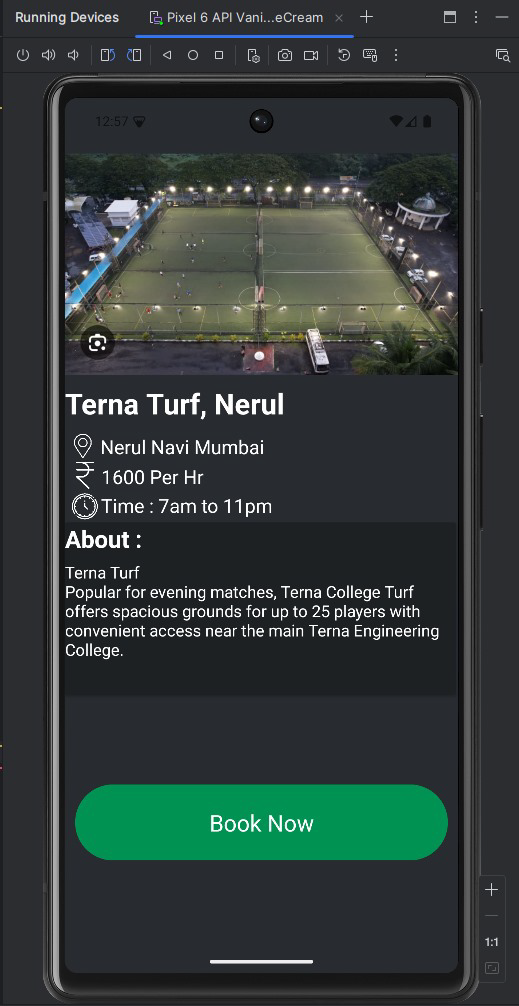 Running Devices
Pixel 6 API Vani...eCream
12:57
Terna Turf, Nerul
Nerul Navi Mumbai
₹ 1600 Per Hr
Time : 7am to 11pm
About :
Terna Turf
Popular for evening matches, Terna College Turf
offers spacious grounds for up to 25 players with
convenient access near the main Terna Engineering
College.
Book Now
1:1